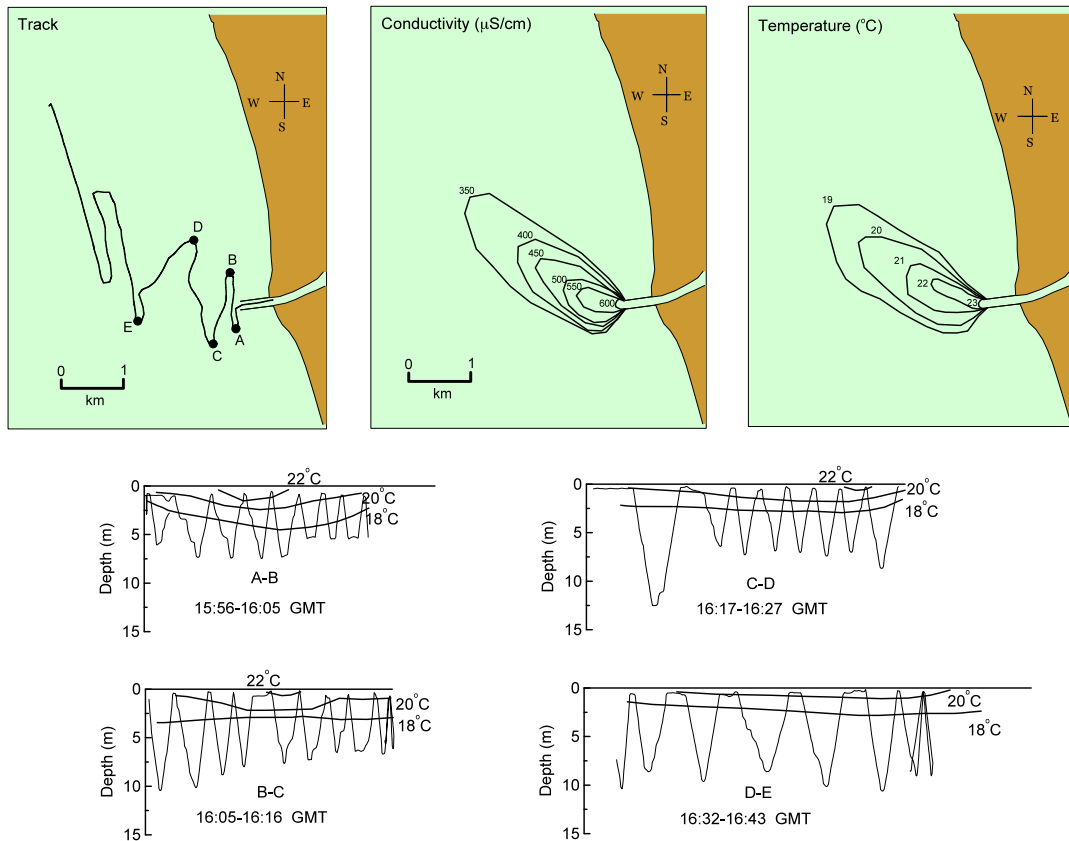 Track
N
W E
S
D
B
E
C
A
0 1
km
Conductivity (µS/cm)
N
W E
S
350
400
450
500
550
600
0 1
km
Temperature (°C)
N
W E
S
19
20
21
22
23
Depth (m)
0
5
10
15
22°C
20°C
18°C
A-B
15:56-16:05 GMT
Depth (m)
0
5
10
15
22°C
20°C
18°C
C-D
16:17-16:27 GMT
Depth (m)
0
5
10
15
22°C
20°C
18°C
B-C
16:05-16:16 GMT
Depth (m)
0
5
10
15
20°C
18°C
D-E
16:32-16:43 GMT